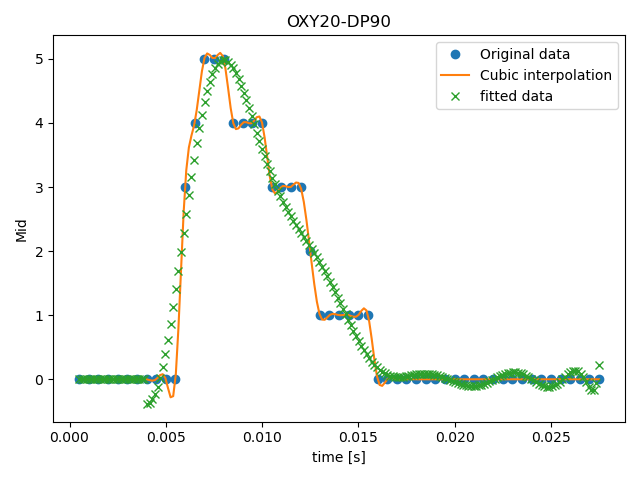 OXY20-DP90
Original data
Cubic interpolation
fitted data
Mid
5
4
3
2
1
0
0.000
0.005
0.010
0.015
0.020
0.025
time [s]